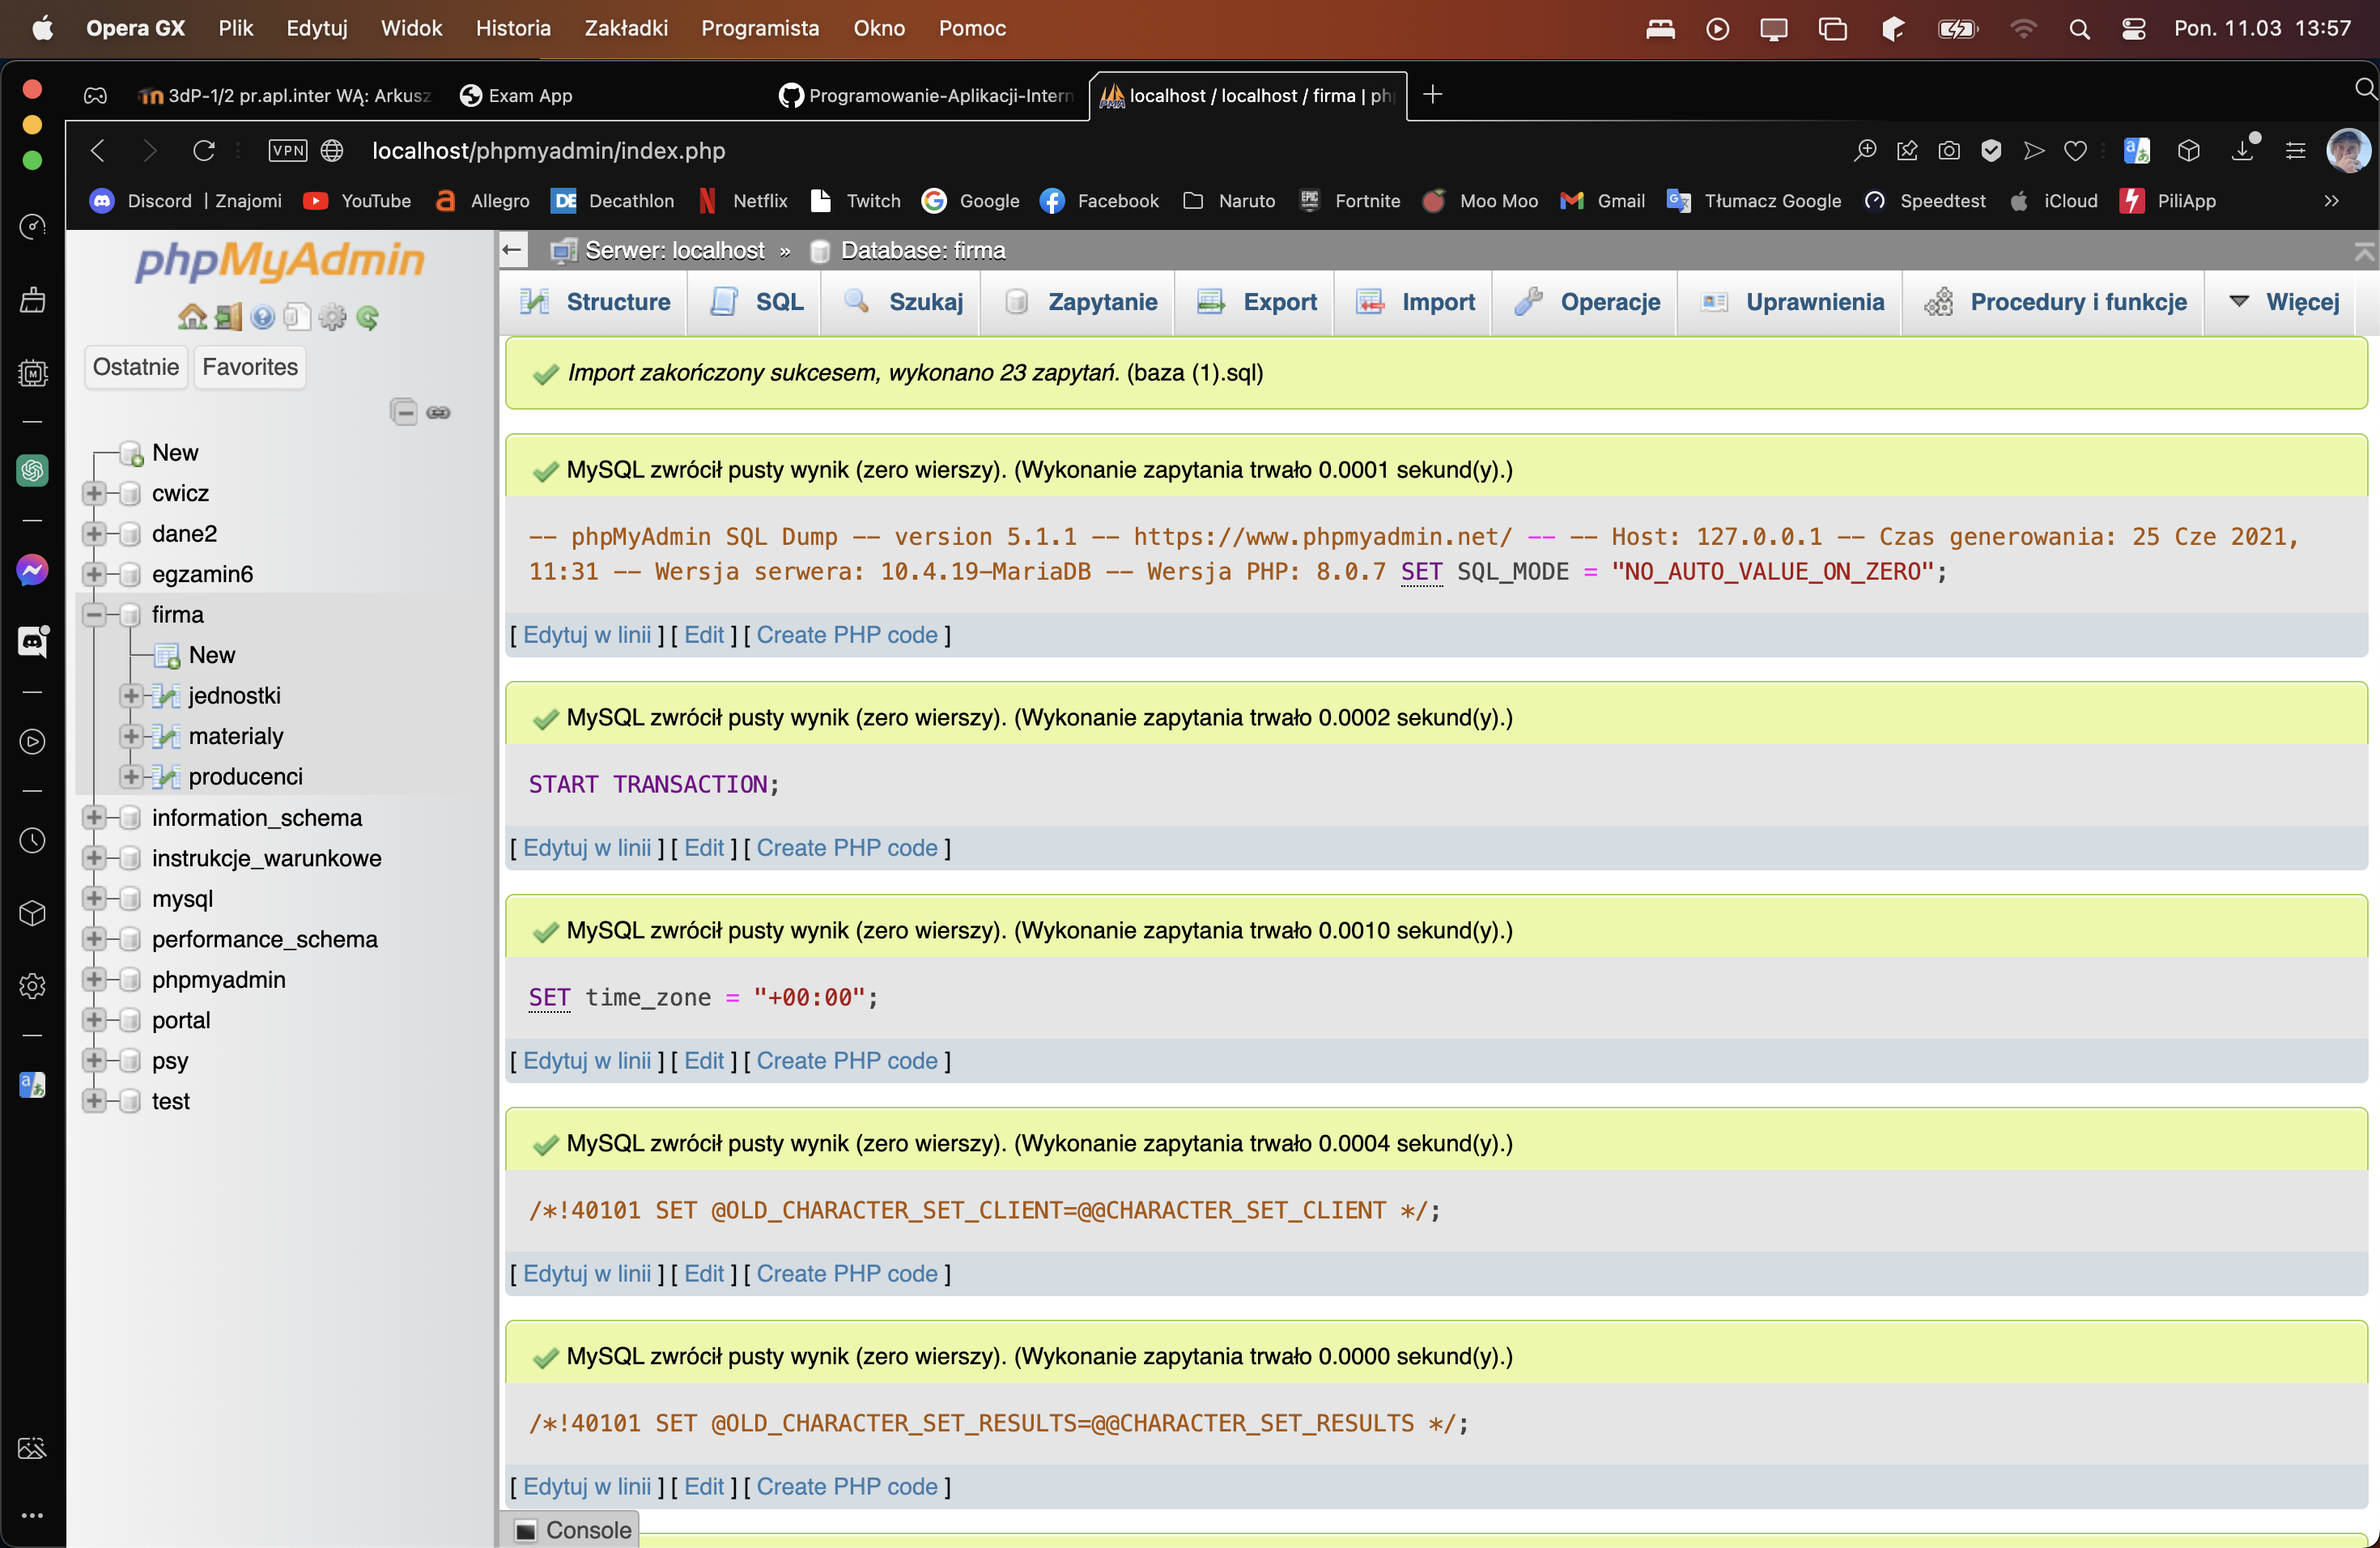 Opera GX Plik Edytuj Widok Historia Zakładki Programista Okno Pomoc Pon. 11.03 13:57
3dP-1/2 pr.apl.inter WĄ: Arkusz Exam App Programowanie-Aplikacji-Intern localhost / localhost / firma | ph
VPN localhost/phpmyadmin/index.php
Discord | Znajomi YouTube Allegro Decathlon Netflix Twitch Google Facebook Naruto Fortnite Moo Moo Gmail Tłumacz Google Speedtest iCloud PiliApp
phpMyAdmin
Ostatnie Favorites
New
cwicz
dane2
egzamin6
firma
New
jednostki
materialy
producenci
information_schema
instrukcje_warunkowe
mysql
performance_schema
phpmyadmin
portal
psy
test
Serwer: localhost » Database: firma
Structure SQL Szukaj Zapytanie Export Import Operacje Uprawnienia Procedury i funkcje Więcej
Import zakończony sukcesem, wykonano 23 zapytań. (baza (1).sql)
MySQL zwrócił pusty wynik (zero wierszy). (Wykonanie zapytania trwało 0.0001 sekund(y).)
-- phpMyAdmin SQL Dump -- version 5.1.1 -- https://www.phpmyadmin.net/ -- -- Host: 127.0.0.1 -- Czas generowania: 25 Cze 2021,
11:31 -- Wersja serwera: 10.4.19-MariaDB -- Wersja PHP: 8.0.7 SET SQL_MODE = "NO_AUTO_VALUE_ON_ZERO";
[ Edytuj w linii ] [ Edit ] [ Create PHP code ]
MySQL zwrócił pusty wynik (zero wierszy). (Wykonanie zapytania trwało 0.0002 sekund(y).)
START TRANSACTION;
[ Edytuj w linii ] [ Edit ] [ Create PHP code ]
MySQL zwrócił pusty wynik (zero wierszy). (Wykonanie zapytania trwało 0.0010 sekund(y).)
SET time_zone = "+00:00";
[ Edytuj w linii ] [ Edit ] [ Create PHP code ]
MySQL zwrócił pusty wynik (zero wierszy). (Wykonanie zapytania trwało 0.0004 sekund(y).)
/*!40101 SET @OLD_CHARACTER_SET_CLIENT=@@CHARACTER_SET_CLIENT */;
[ Edytuj w linii ] [ Edit ] [ Create PHP code ]
MySQL zwrócił pusty wynik (zero wierszy). (Wykonanie zapytania trwało 0.0000 sekund(y).)
/*!40101 SET @OLD_CHARACTER_SET_RESULTS=@@CHARACTER_SET_RESULTS */;
[ Edytuj w linii ] [ Edit ] [ Create PHP code ]
Console